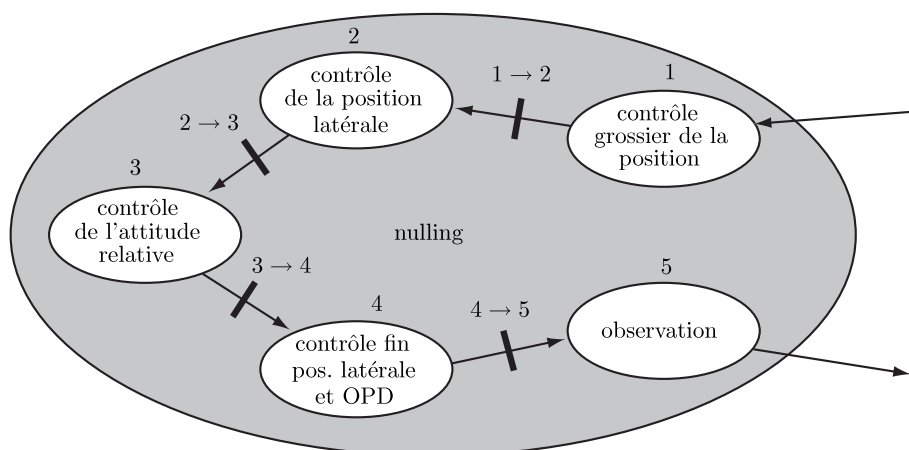 2
contrôle
de la position
latérale
1 → 2
1
contrôle
grossier de la
position
2 → 3
3
contrôle
de l'attitude
relative
nulling
3 → 4
4
contrôle fin
pos. latérale
et OPD
4 → 5
5
observation